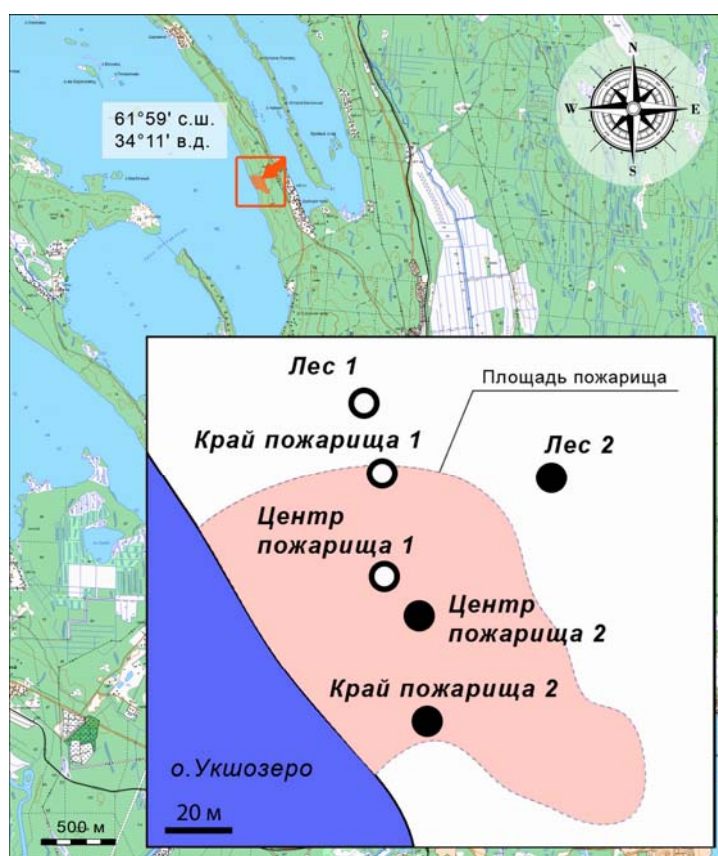 N
W
E
S
61°59' с.ш.
34°11' в.д.
Лес 1
Площадь пожарища
Край пожарища 1
Лес 2
Центр
пожарища 1
Центр
пожарища 2
Край пожарища 2
о.Укшозеро
20 м
500 м